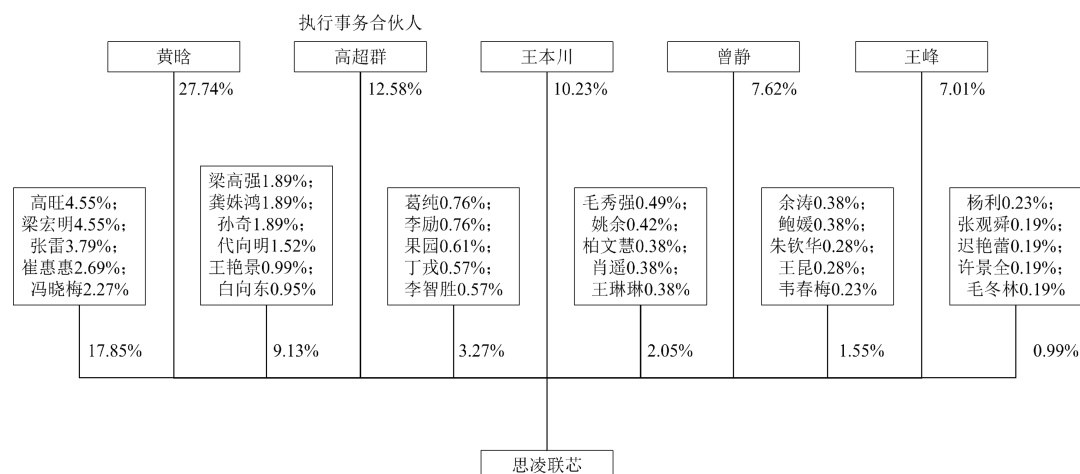 执行事务合伙人
黄晗
高超群
王本川
曾静
王峰
27.74%
12.58%
10.23%
7.62%
7.01%
高旺4.55%；
梁宏明4.55%；
张雷3.79%；
崔惠惠2.69%；
冯晓梅2.27%
梁高强1.89%；
龚姝鸿1.89%；
孙奇1.89%；
代向明1.52%
王艳景0.99%；
白向东0.95%
葛纯0.76%；
李励0.76%；
果园0.61%；
丁戎0.57%；
李智胜0.57%
毛秀强0.49%；
姚余0.42%；
柏文慧0.38%；
肖遥0.38%；
王琳琳0.38%
余涛0.38%；
鲍媛0.38%；
朱钦华0.28%；
王昆0.28%；
韦春梅0.23%
杨利0.23%；
张观舜0.19%；
迟艳蕾0.19%；
许景全0.19%；
毛冬林0.19%
17.85%
9.13%
3.27%
2.05%
1.55%
0.99%
思凌联芯